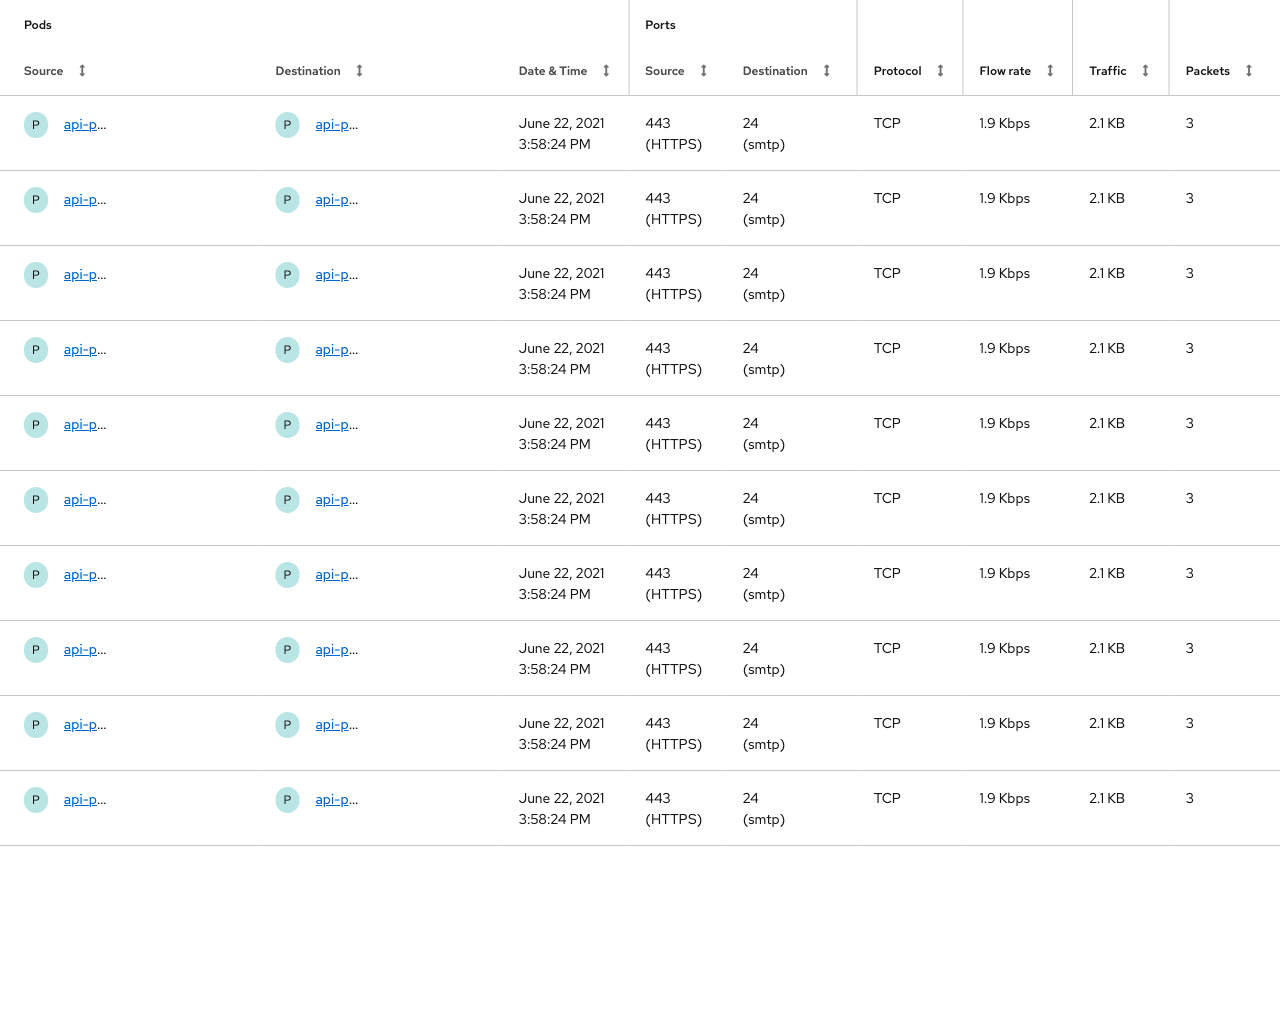 Pods Ports
Source Destination Date & Time Source Destination Protocol Flow rate Traffic Packets
P api-p... P api-p... June 22, 2021 443 24 TCP 1.9 Kbps 2.1 KB 3
3:58:24 PM (HTTPS) (smtp)
P api-p... P api-p... June 22, 2021 443 24 TCP 1.9 Kbps 2.1 KB 3
3:58:24 PM (HTTPS) (smtp)
P api-p... P api-p... June 22, 2021 443 24 TCP 1.9 Kbps 2.1 KB 3
3:58:24 PM (HTTPS) (smtp)
P api-p... P api-p... June 22, 2021 443 24 TCP 1.9 Kbps 2.1 KB 3
3:58:24 PM (HTTPS) (smtp)
P api-p... P api-p... June 22, 2021 443 24 TCP 1.9 Kbps 2.1 KB 3
3:58:24 PM (HTTPS) (smtp)
P api-p... P api-p... June 22, 2021 443 24 TCP 1.9 Kbps 2.1 KB 3
3:58:24 PM (HTTPS) (smtp)
P api-p... P api-p... June 22, 2021 443 24 TCP 1.9 Kbps 2.1 KB 3
3:58:24 PM (HTTPS) (smtp)
P api-p... P api-p... June 22, 2021 443 24 TCP 1.9 Kbps 2.1 KB 3
3:58:24 PM (HTTPS) (smtp)
P api-p... P api-p... June 22, 2021 443 24 TCP 1.9 Kbps 2.1 KB 3
3:58:24 PM (HTTPS) (smtp)
P api-p... P api-p... June 22, 2021 443 24 TCP 1.9 Kbps 2.1 KB 3
3:58:24 PM (HTTPS) (smtp)